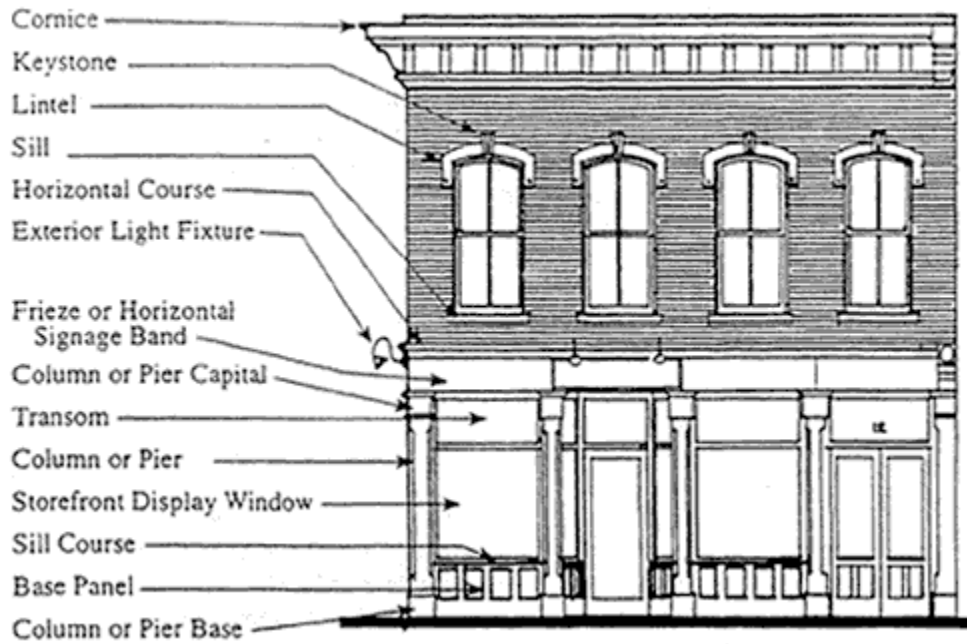 Cornice
Keystone
Lintel
Sill
Horizontal Course
Exterior Light Fixture
Frieze or Horizontal
Signage Band
Column or Pier Capital
Transom
Column or Pier
Storefront Display Window
Sill Course
Base Panel
Column or Pier Base